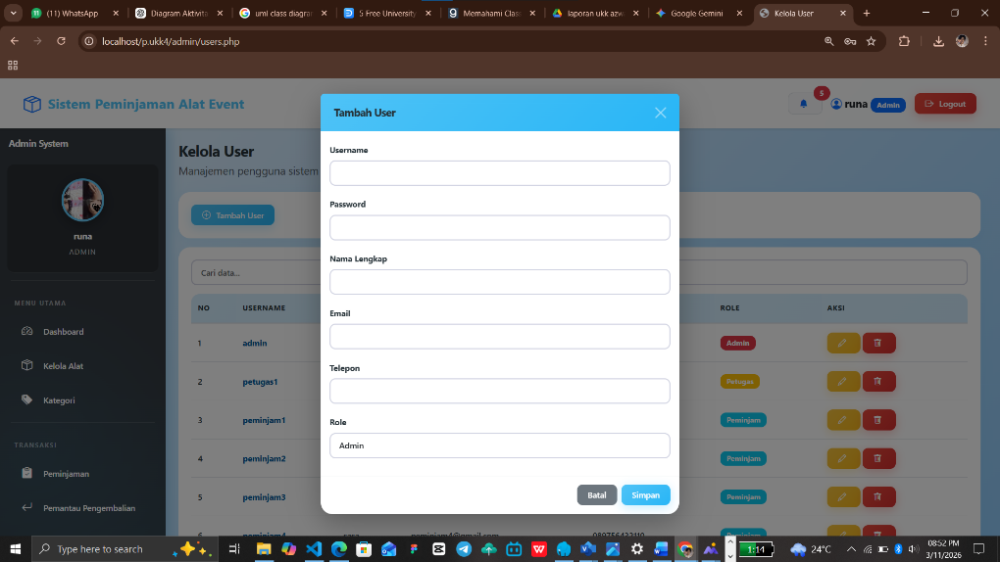 (11) WhatsApp
Diagram Aktivita
uml class diagram
5 Free University
Memahami Clas
laporan ukk azw
Google Gemini
Kelola User
localhost/p.ukk4/admin/users.php
Sistem Peminjaman Alat Event
5
runa Admin
Logout
Admin System
runa
ADMIN
MENU UTAMA
Dashboard
Kelola Alat
Kategori
TRANSAKSI
Peminjaman
Pemantau Pengembalian
Kelola User
Manajemen pengguna sistem
Tambah User
Cari data...
NO USERNAME ROLE AKSI
1 admin Admin
2 petugas1 Petugas
3 peminjam1 Peminjam
4 peminjam2 Peminjam
5 peminjam3 Peminjam
Tambah User
Username
Password
Nama Lengkap
Email
Telepon
Role
Admin
Batal
Simpan
Type here to search
1:14
24°C
08:52 PM
3/11/2026